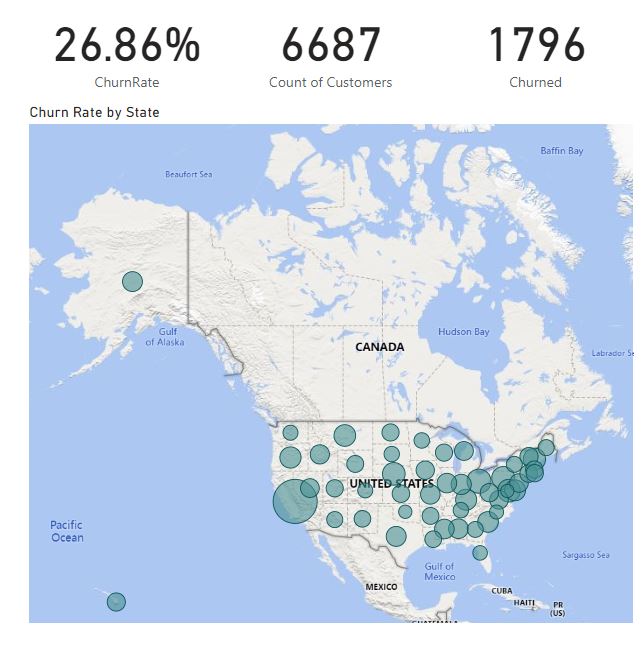 26.86%
6687
1796
ChurnRate
Count of Customers
Churned
Churn Rate by State
Baffin Bay
Beaufort Sea
Gulf
of Alaska
Hudson Bay
CANADA
Labrador Se
UNITED STATES
Pacific
Ocean
Sargasso Sea
Gulf of
Mexico
MEXICO
CUBA
HAITI
PR
(US)